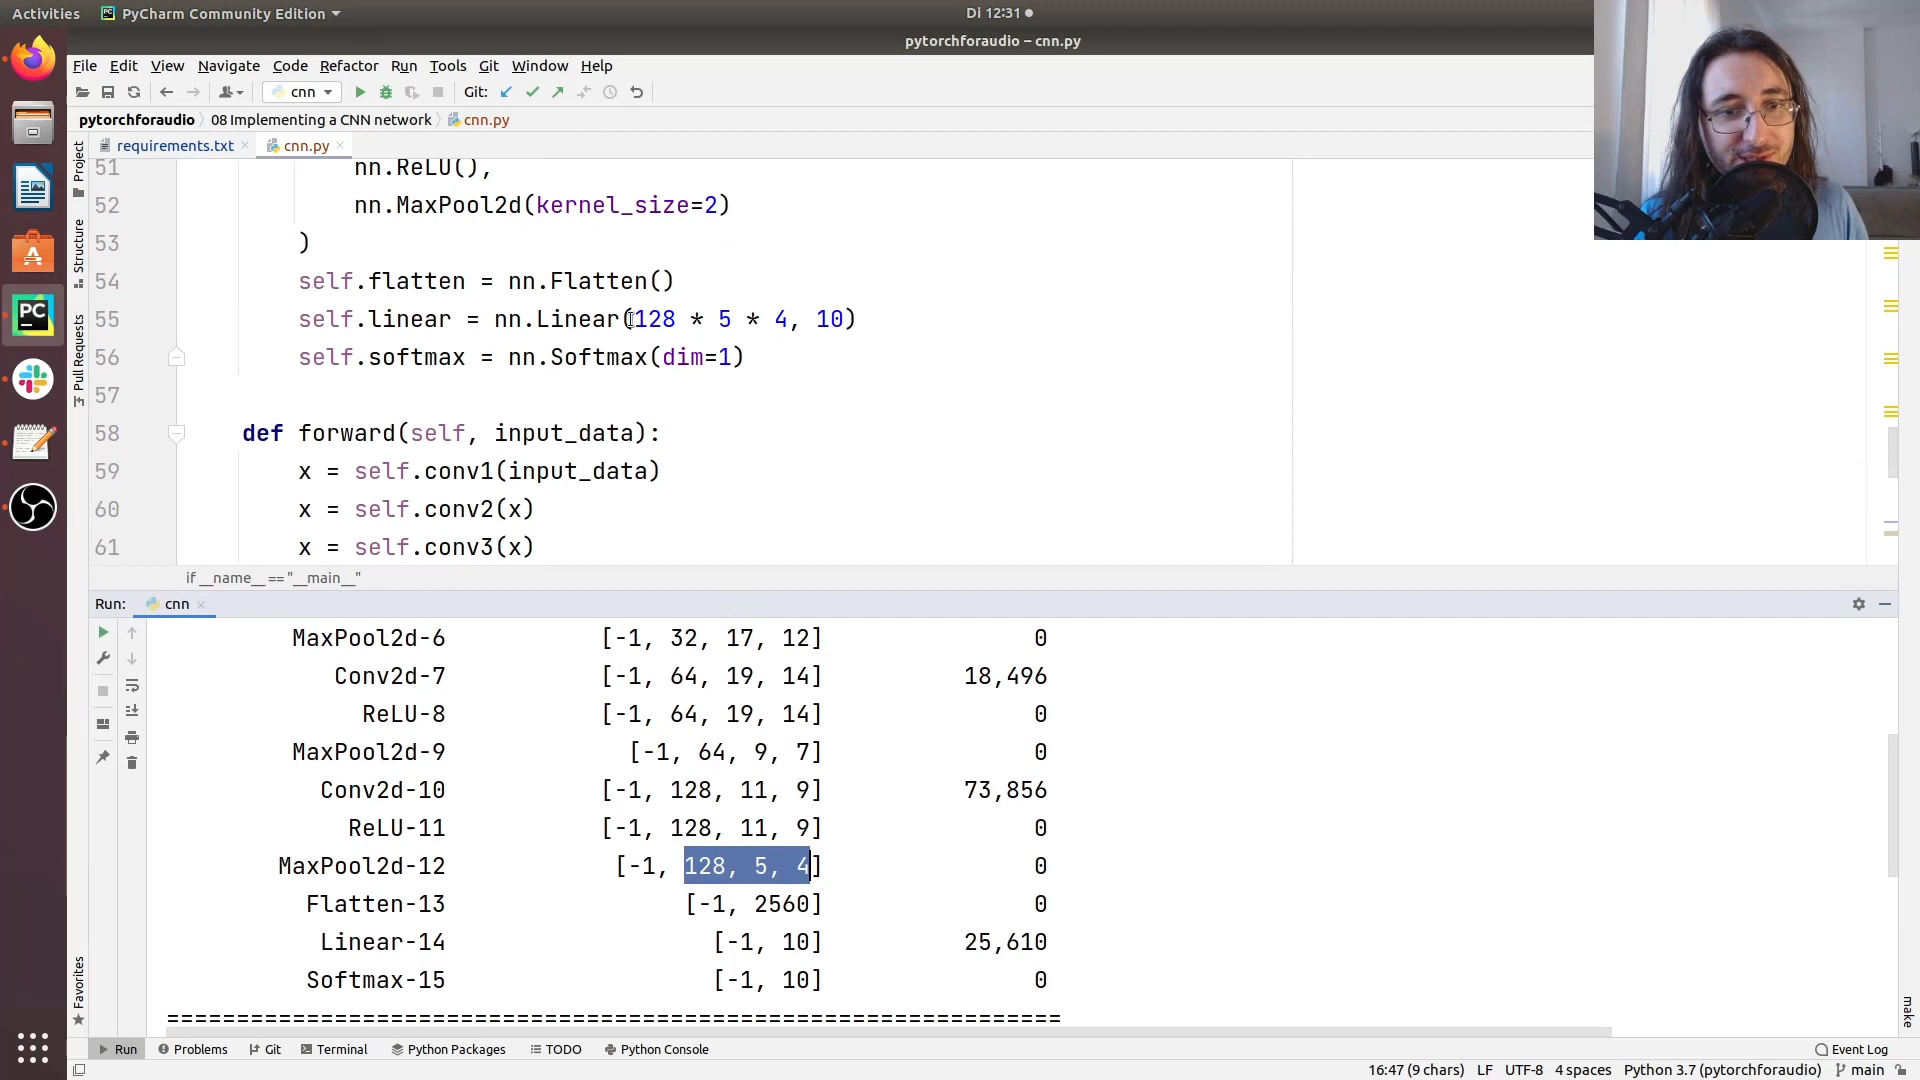 Activities PyCharm Community Edition Di 12:31
pytorchforaudio – cnn.py
File Edit View Navigate Code Refactor Run Tools Git Window Help
cnn Git:
pytorchforaudio 08 Implementing a CNN network cnn.py
requirements.txt cnn.py
51 nn.ReLU(),
52 nn.MaxPool2d(kernel_size=2)
53 )
54 self.flatten = nn.Flatten()
55 self.linear = nn.Linear(128 * 5 * 4, 10)
56 self.softmax = nn.Softmax(dim=1)
57
58 def forward(self, input_data):
59 x = self.conv1(input_data)
60 x = self.conv2(x)
61 x = self.conv3(x)
if __name__ == "__main__"
Run: cnn
MaxPool2d-6 [-1, 32, 17, 12] 0
Conv2d-7 [-1, 64, 19, 14] 18,496
ReLU-8 [-1, 64, 19, 14] 0
MaxPool2d-9 [-1, 64, 9, 7] 0
Conv2d-10 [-1, 128, 11, 9] 73,856
ReLU-11 [-1, 128, 11, 9] 0
MaxPool2d-12 [-1, 128, 5, 4] 0
Flatten-13 [-1, 2560] 0
Linear-14 [-1, 10] 25,610
Softmax-15 [-1, 10] 0
================================================================
Run Problems Git Terminal Python Packages TODO Python Console Event Log
16:47 (9 chars) LF UTF-8 4 spaces Python 3.7 (pytorchforaudio) main
Project
Structure
Pull Requests
Favorites
make
PC